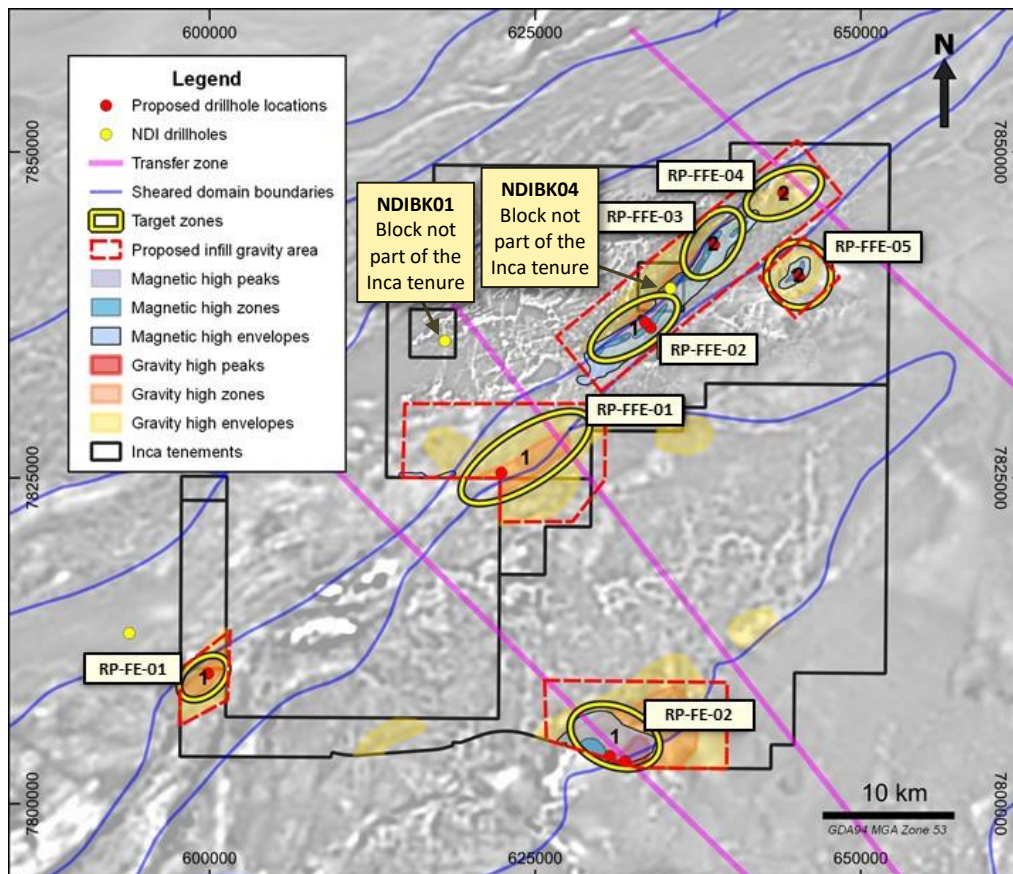 600000
625000
650000
N
Legend
Proposed drillhole locations
NDI drillholes
Transfer zone
Sheared domain boundaries
Target zones
Proposed infill gravity area
Magnetic high peaks
Magnetic high zones
Magnetic high envelopes
Gravity high peaks
Gravity high zones
Gravity high envelopes
Inca tenements
7850000
7850000
NDIBK01
Block not
part of the
Inca tenure
NDIBK04
Block not
part of the
Inca tenure
RP-FFE-04
2
RP-FFE-03
2
RP-FFE-05
2
1
RP-FFE-02
RP-FFE-01
1
7825000
7825000
RP-FE-01
1
RP-FE-02
1
7800000
7800000
10 km
GDA94 MGA Zone 53
600000
625000
650000